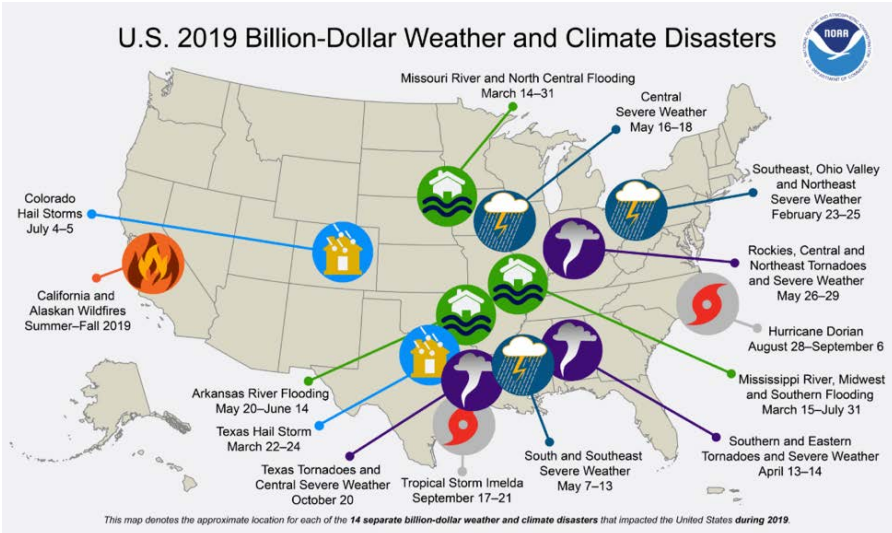 U.S. 2019 Billion-Dollar Weather and Climate Disasters
NOAA
Missouri River and North Central Flooding
March 14–31
Central
Severe Weather
May 16–18
Southeast, Ohio Valley
and Northeast
Severe Weather
February 23–25
Colorado
Hail Storms
July 4–5
Rockies, Central and
Northeast Tornadoes
and Severe Weather
May 26–29
California and
Alaskan Wildfires
Summer–Fall 2019
Hurricane Dorian
August 28–September 6
Arkansas River Flooding
May 20–June 14
Mississippi River, Midwest
and Southern Flooding
March 15–July 31
Texas Hail Storm
March 22–24
Southern and Eastern
Tornadoes and Severe Weather
April 13–14
Texas Tornadoes and
Central Severe Weather
October 20
Tropical Storm Imelda
September 17–21
South and Southeast
Severe Weather
May 7–13
This map denotes the approximate location for each of the 14 separate billion-dollar weather and climate disasters that impacted the United States during 2019.